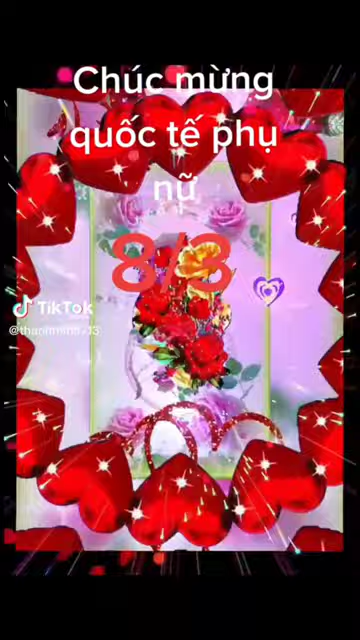 Chúc mừng
quốc tế phụ
nữ
8/3
TikTok